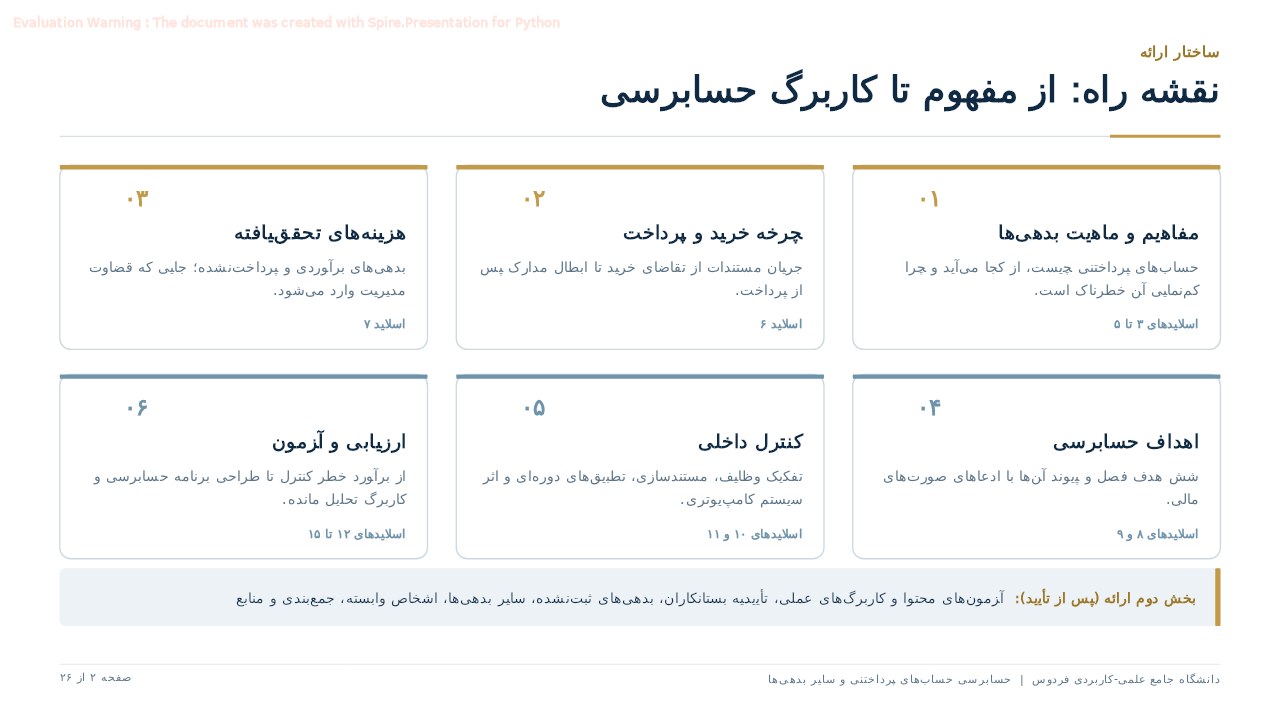 Evaluation Warning : The document was created with Spire.Presentation for Python
ساختار ارائه
نقشه راه: از مفهوم تا کاربرگ حسابرسی
۰۱
مفاهیم و ماهیت بدهی‌ها
حساب‌های پرداختنی چیست، از کجا می‌آید و چرا
کم‌نمایی آن خطرناک است.
اسلایدهای ۳ تا ۵
۰۲
چرخه خرید و پرداخت
جریان مستندات از تقاضای خرید تا ابطال مدارک پس
از پرداخت.
اسلاید ۶
۰۳
هزینه‌های تحقق‌یافته
بدهی‌های برآوردی و پرداخت‌نشده؛ جایی که قضاوت
مدیریت وارد می‌شود.
اسلاید ۷
۰۴
اهداف حسابرسی
شش هدف فصل و پیوند آن‌ها با ادعاهای صورت‌های
مالی.
اسلایدهای ۸ و ۹
۰۵
کنترل داخلی
تفکیک وظایف، مستندسازی، تطبیق‌های دوره‌ای و اثر
سیستم کامپیوتری.
اسلایدهای ۱۰ و ۱۱
۰۶
ارزیابی و آزمون
از برآورد خطر کنترل تا طراحی برنامه حسابرسی و
کاربرگ تحلیل مانده.
اسلایدهای ۱۲ تا ۱۵
بخش دوم ارائه (پس از تأیید): آزمون‌های محتوا و کاربرگ‌های عملی، تأییدیه بستانکاران، بدهی‌های ثبت‌نشده، سایر بدهی‌ها، اشخاص وابسته، جمع‌بندی و منابع
دانشگاه جامع علمی-کاربردی فردوس | حسابرسی حساب‌های پرداختنی و سایر بدهی‌ها
صفحه ۲ از ۲۶